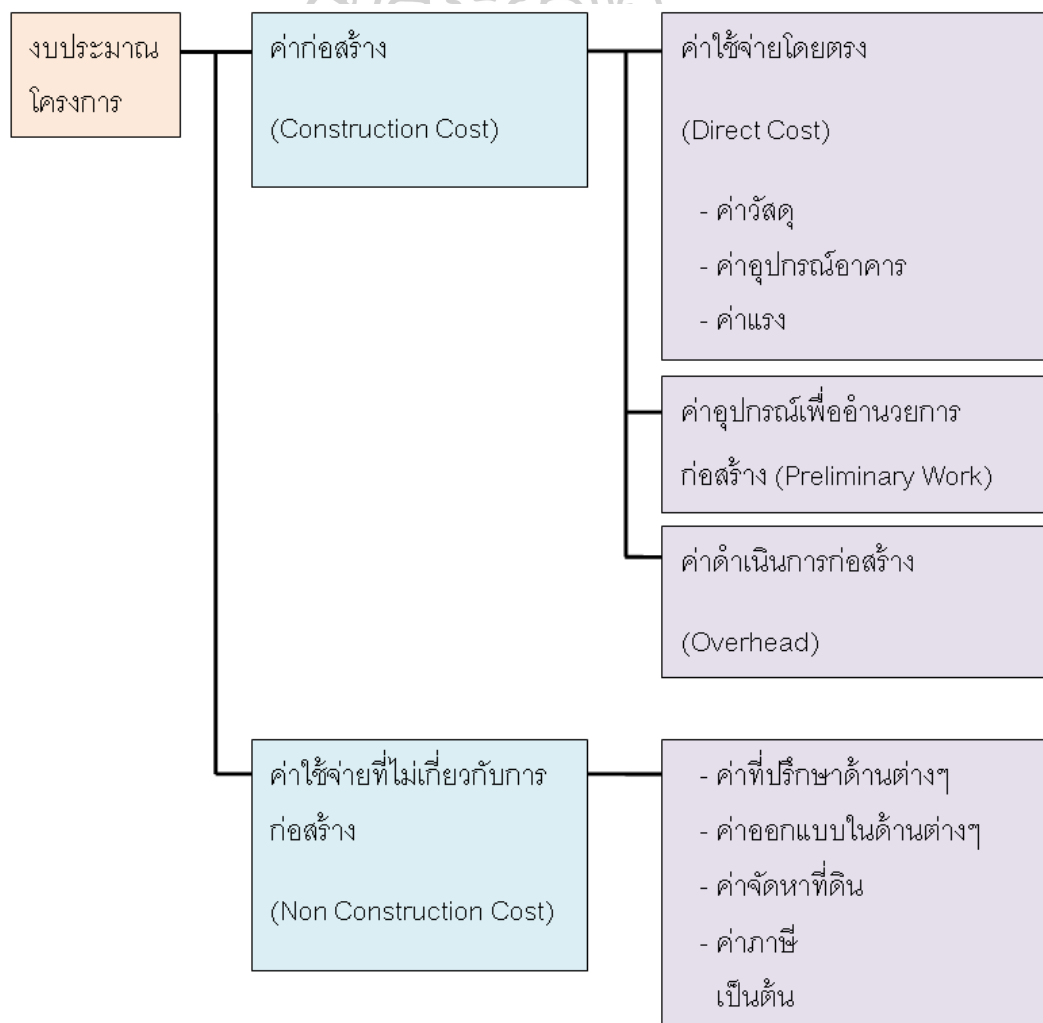 งบประมาณ
โครงการ
ค่าก่อสร้าง
(Construction Cost)
ค่าใช้จ่ายโดยตรง
(Direct Cost)
- ค่าวัสดุ
- ค่าอุปกรณ์อาคาร
- ค่าแรง
ค่าอุปกรณ์เพื่ออำนวยการ
ก่อสร้าง (Preliminary Work)
ค่าดำเนินการก่อสร้าง
(Overhead)
ค่าใช้จ่ายที่ไม่เกี่ยวกับการ
ก่อสร้าง
(Non Construction Cost)
- ค่าที่ปรึกษาด้านต่างๆ
- ค่าออกแบบในด้านต่างๆ
- ค่าจัดหาที่ดิน
- ค่าภาษี
เป็นต้น